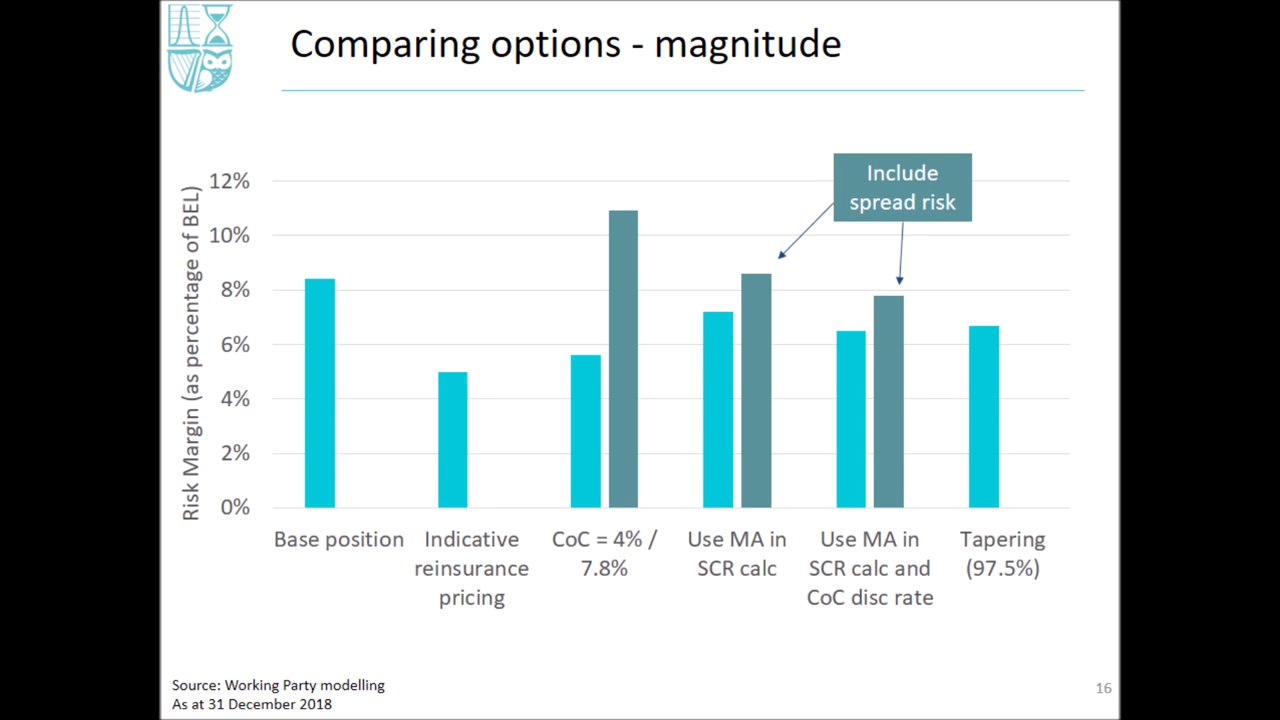 Comparing options - magnitude
Include
spread risk
Risk Margin (as percentage of BEL)
12%
10%
8%
6%
4%
2%
0%
Base position
Indicative
reinsurance
pricing
CoC = 4% /
7.8%
Use MA in
SCR calc
Use MA in
SCR calc and
CoC disc rate
Tapering
(97.5%)
Source: Working Party modelling
As at 31 December 2018
16